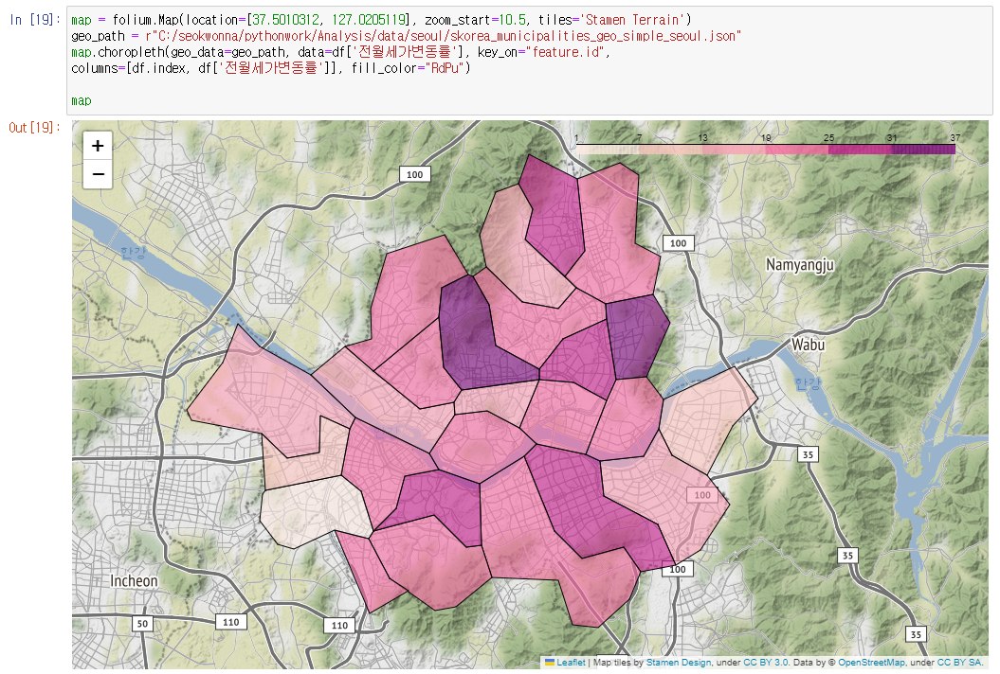 In [19]:
map = folium.Map(location=[37.5010312, 127.0205119], zoom_start=10.5, tiles='Stamen Terrain')
geo_path = r"C:/seokwonna/pythonwork/Analysis/data/seoul/skorea_municipalities_geo_simple_seoul.json"
map.choropleth(geo_data=geo_path, data=df['전월세가변동률'], key_on="feature.id",
columns=[df.index, df['전월세가변동률']], fill_color="RdPu")
map
Out[19]:
+
−
1 7 13 19 25 31 37
100
한강
100
Namyangju
Wabu
한강
35
100
Incheon
35
100
50
110
110
35
Leaflet | Map tiles by Stamen Design, under CC BY 3.0. Data by © OpenStreetMap, under CC BY SA.